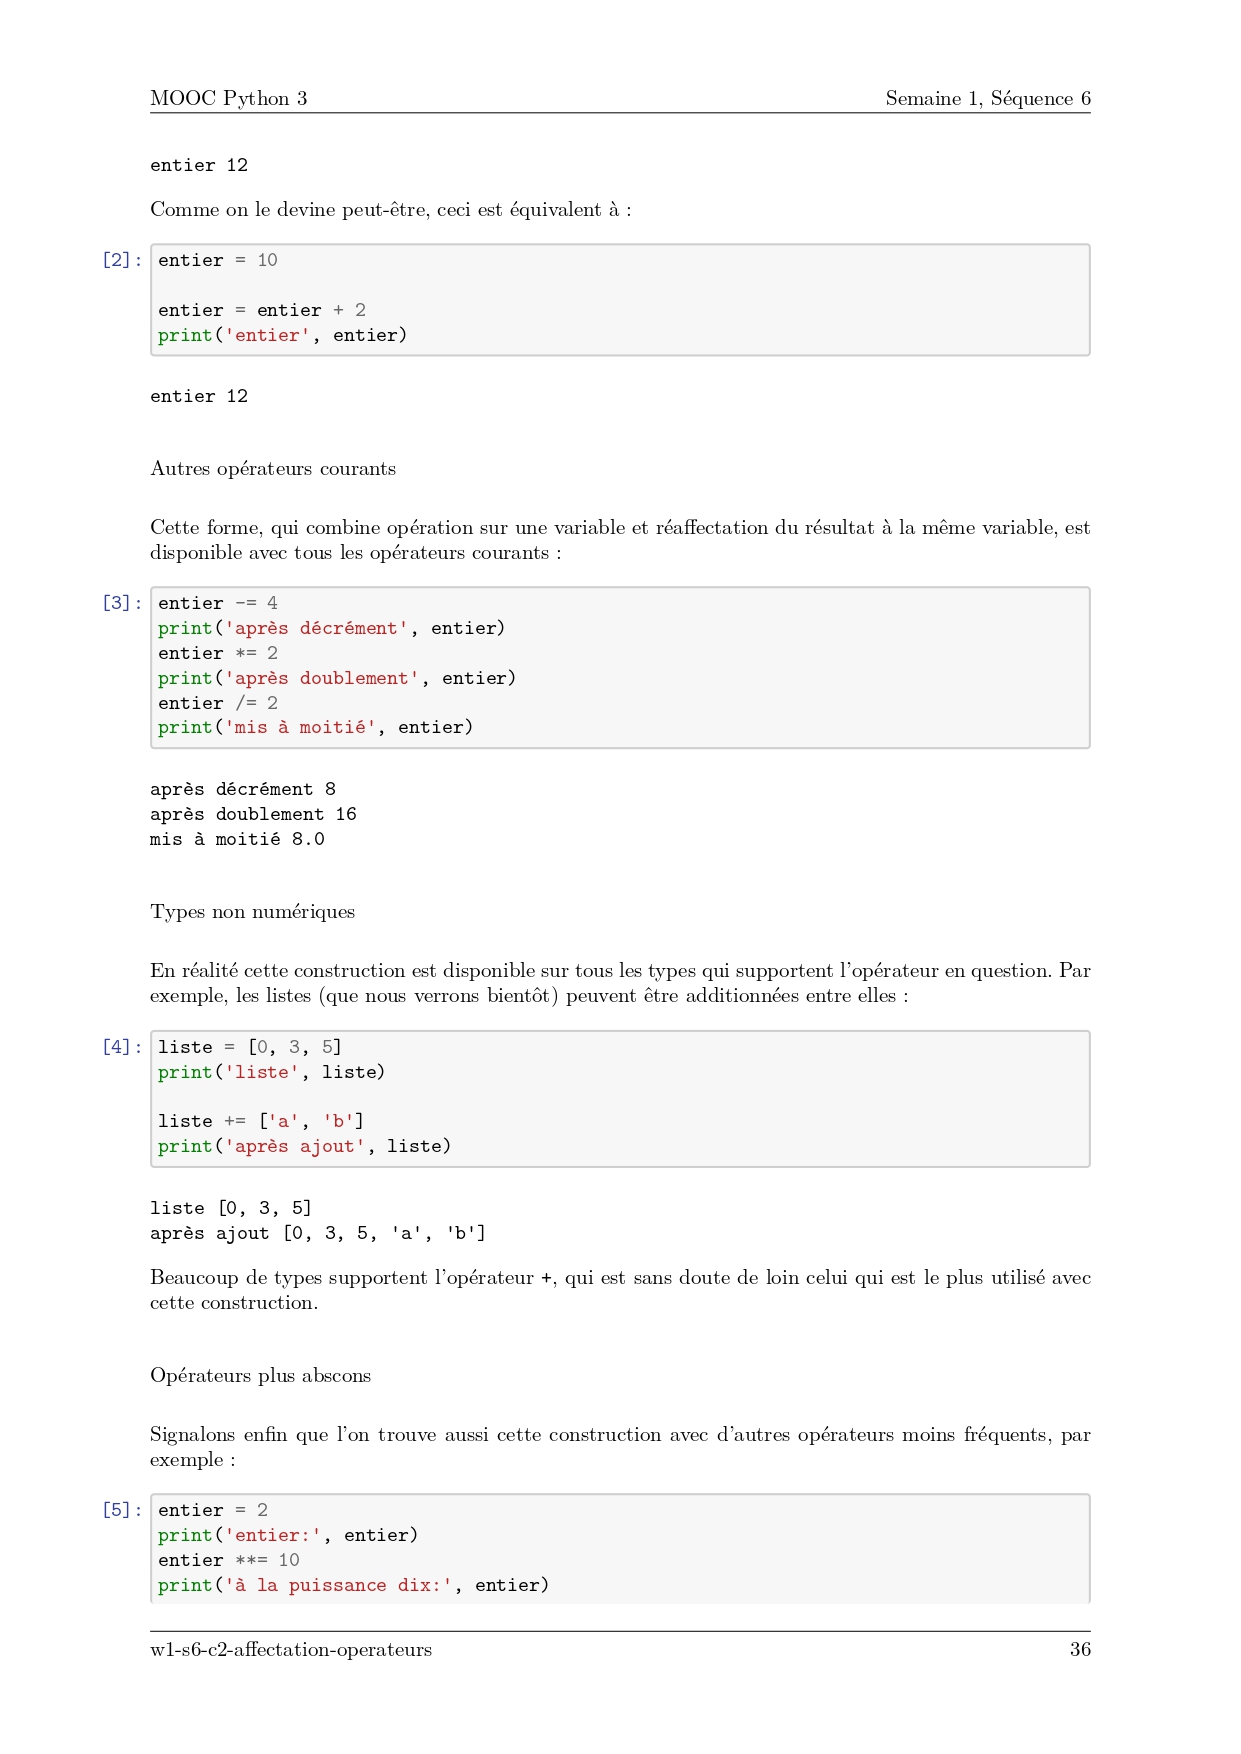 MOOC Python 3 Semaine 1, Séquence 6
entier 12
Comme on le devine peut-être, ceci est équivalent à :
[2]: entier = 10
entier = entier + 2
print('entier', entier)
entier 12
Autres opérateurs courants
Cette forme, qui combine opération sur une variable et réaffectation du résultat à la même variable, est
disponible avec tous les opérateurs courants :
[3]: entier -= 4
print('après décrément', entier)
entier *= 2
print('après doublement', entier)
entier /= 2
print('mis à moitié', entier)
après décrément 8
après doublement 16
mis à moitié 8.0
Types non numériques
En réalité cette construction est disponible sur tous les types qui supportent l'opérateur en question. Par
exemple, les listes (que nous verrons bientôt) peuvent être additionnées entre elles :
[4]: liste = [0, 3, 5]
print('liste', liste)
liste += ['a', 'b']
print('après ajout', liste)
liste [0, 3, 5]
après ajout [0, 3, 5, 'a', 'b']
Beaucoup de types supportent l'opérateur +, qui est sans doute de loin celui qui est le plus utilisé avec
cette construction.
Opérateurs plus abscons
Signalons enfin que l'on trouve aussi cette construction avec d'autres opérateurs moins fréquents, par
exemple :
[5]: entier = 2
print('entier:', entier)
entier **= 10
print('à la puissance dix:', entier)
w1-s6-c2-affectation-operateurs 36